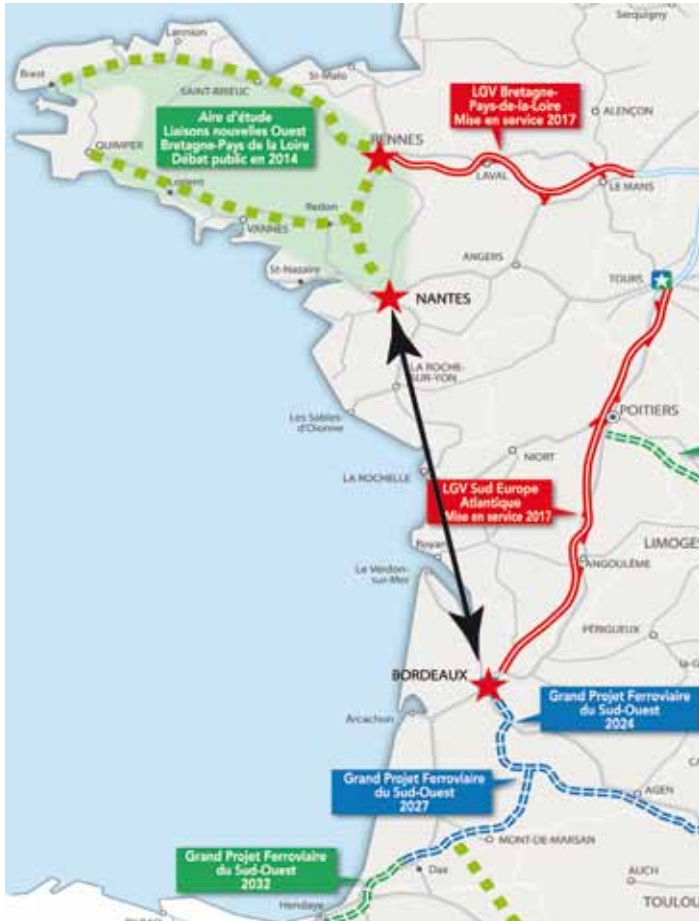 Serquigny
Lannion
St-Malo
Brest
SAINT-BRIEUC
ALENÇON
LGV Bretagne-
Pays-de-la-Loire
Mise en service 2017
Aire d'étude
Liaisons nouvelles Ouest
Bretagne-Pays de la Loire
Débat public en 2014
RENNES
QUIMPER
LAVAL
LE MANS
Lorient
Redon
VANNES
ANGERS
St-Nazaire
TOURS
NANTES
LA ROCHE-
SUR-YON
POITIERS
Les Sables-
d'Olonne
NIORT
LA ROCHELLE
LGV Sud Europe
Atlantique
Mise en service 2017
Royan
LIMOGES
Le Verdon-
sur-Mer
ANGOULÊME
PÉRIGUEUX
BORDEAUX
Grand Projet Ferroviaire
du Sud-Ouest
2024
Arcachon
Grand Projet Ferroviaire
du Sud-Ouest
2027
AGEN
MONT-DE-MARSAN
Grand Projet Ferroviaire
du Sud-Ouest
2032
Dax
AUCH
TOULOU
Hendaye